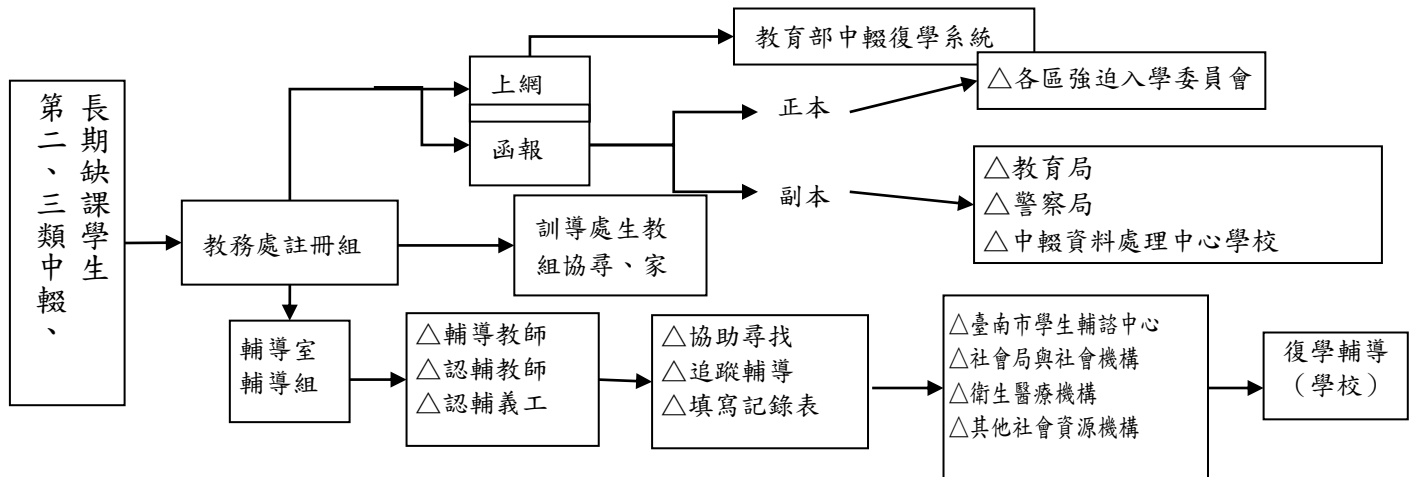 第二、三類中輟、
長期缺課學生
教務處註冊組
上網
函報
教育部中輟復學系統
正本
副本
△各區強迫入學委員會
△教育局
△警察局
△中輟資料處理中心學校
訓導處生教
組協尋、家
輔導室
輔導組
△輔導教師
△認輔教師
△認輔義工
△協助尋找
△追蹤輔導
△填寫記錄表
△臺南市學生輔諮中心
△社會局與社會機構
△衛生醫療機構
△其他社會資源機構
復學輔導
（學校）